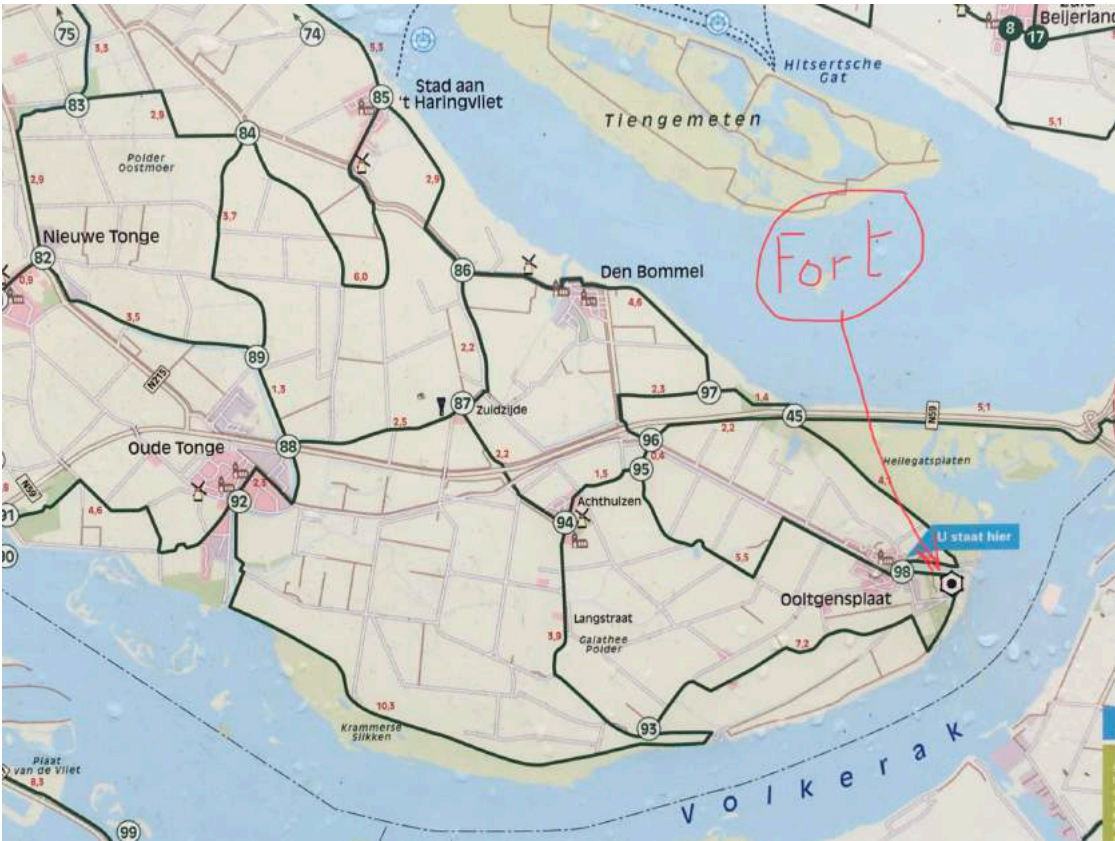 75
3,3
74
5,3
Stad aan
't Haringvliet
85
8
17
Beijerland
5,1
Hitsertsche
Gat
Tiengemeten
83
2,9
84
Polder
Oostmoer
2,9
3,7
6,0
2,9
Fort
Nieuwe Tonge
82
0,9
3,5
86
Den Bommel
4,6
89
N215
1,3
2,2
87
Zuidzijde
2,5
2,3
97
1,4
45
N59
5,1
88
Oude Tonge
2,2
96
0,4
2,2
95
1,5
Achthuizen
94
Hellegatsplaten
4,1
N59
91
4,6
92
2,5
90
5,5
U staat hier
98
Ooltgensplaat
Langstraat
3,9
Galathee
Polder
7,2
10,3
Krammerse
Slikken
93
Volkerak
Plaat
van de Vliet
8,3
99